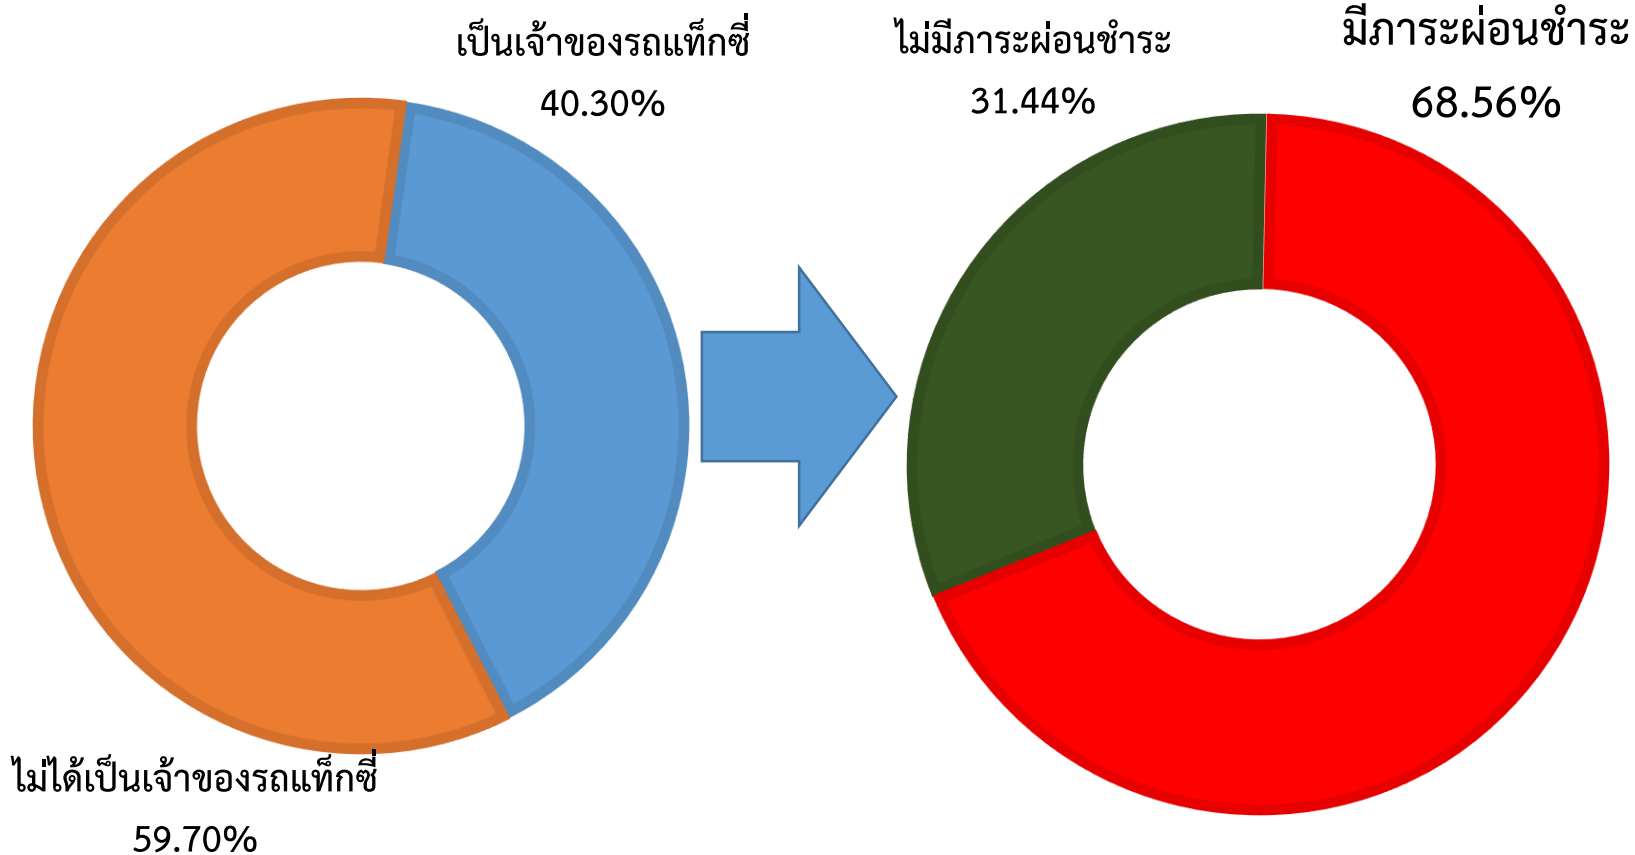 เป็นเจ้าของรถแท็กซี่
40.30%
ไม่ได้เป็นเจ้าของรถแท็กซี่
59.70%
ไม่มีภาระผ่อนชำระ
31.44%
มีภาระผ่อนชำระ
68.56%